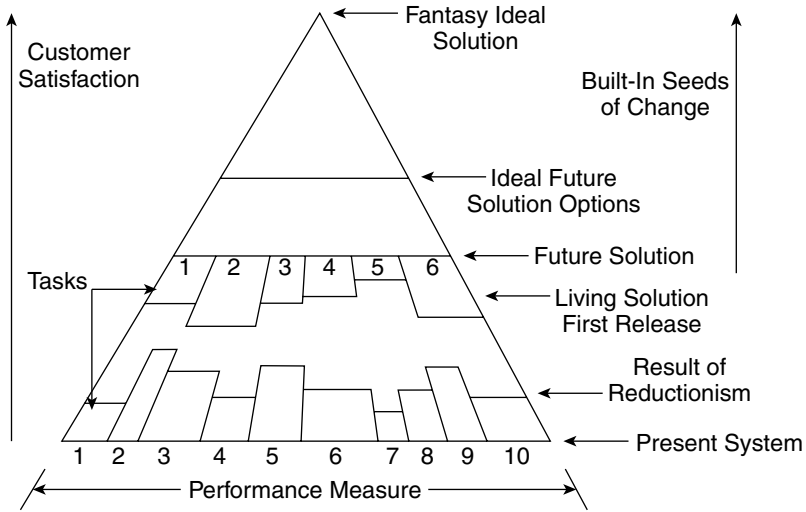 Fantasy Ideal
Solution
Customer
Satisfaction
Built-In Seeds
of Change
Ideal Future
Solution Options
Future Solution
1 2 3 4 5 6
Tasks
Living Solution
First Release
Result of
Reductionism
Present System
1 2 3 4 5 6 7 8 9 10
Performance Measure